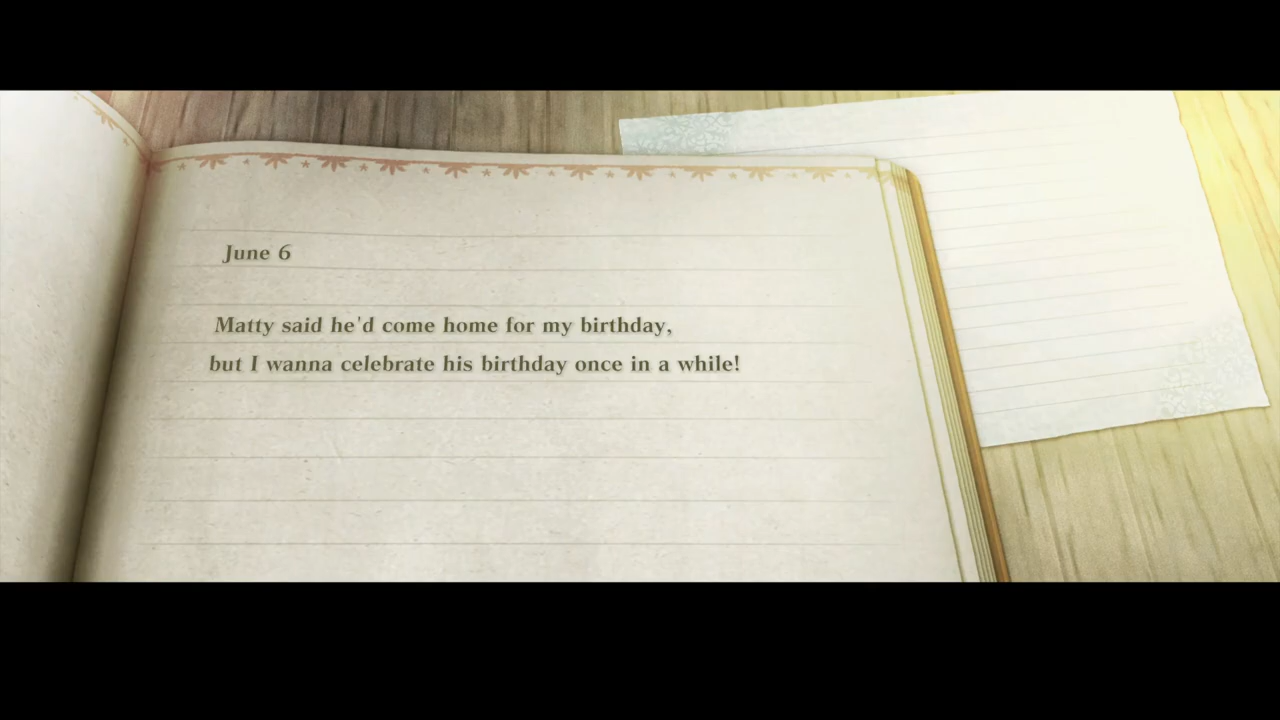 June 6
Matty said he'd come home for my birthday,
but I wanna celebrate his birthday once in a while!